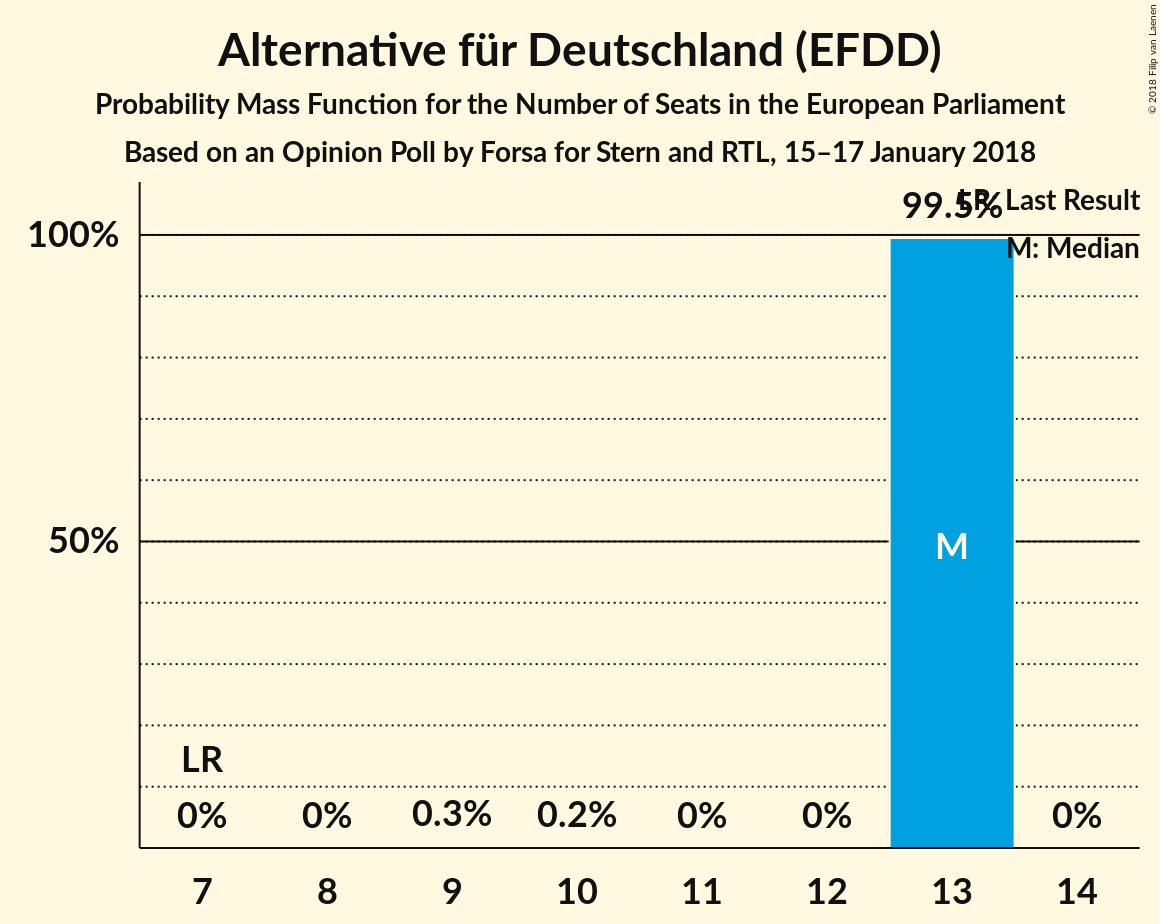 Alternative für Deutschland (EFDD)
Probability Mass Function for the Number of Seats in the European Parliament
Based on an Opinion Poll by Forsa for Stern and RTL, 15–17 January 2018
© 2018 Filip van Laenen
99.5%
LR: Last Result
M: Median
100%
50%
M
LR
0% 0% 0.3% 0.2% 0% 0% 0%
7 8 9 10 11 12 13 14